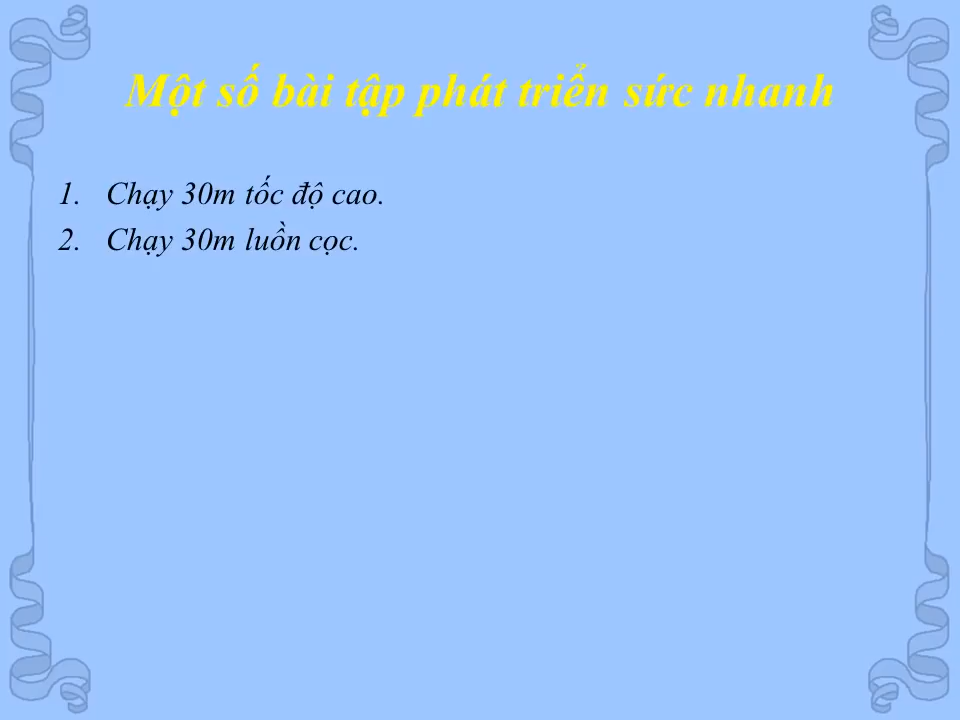 Một số bài tập phát triển sức nhanh
1. Chạy 30m tốc độ cao.
2. Chạy 30m luồn cọc.